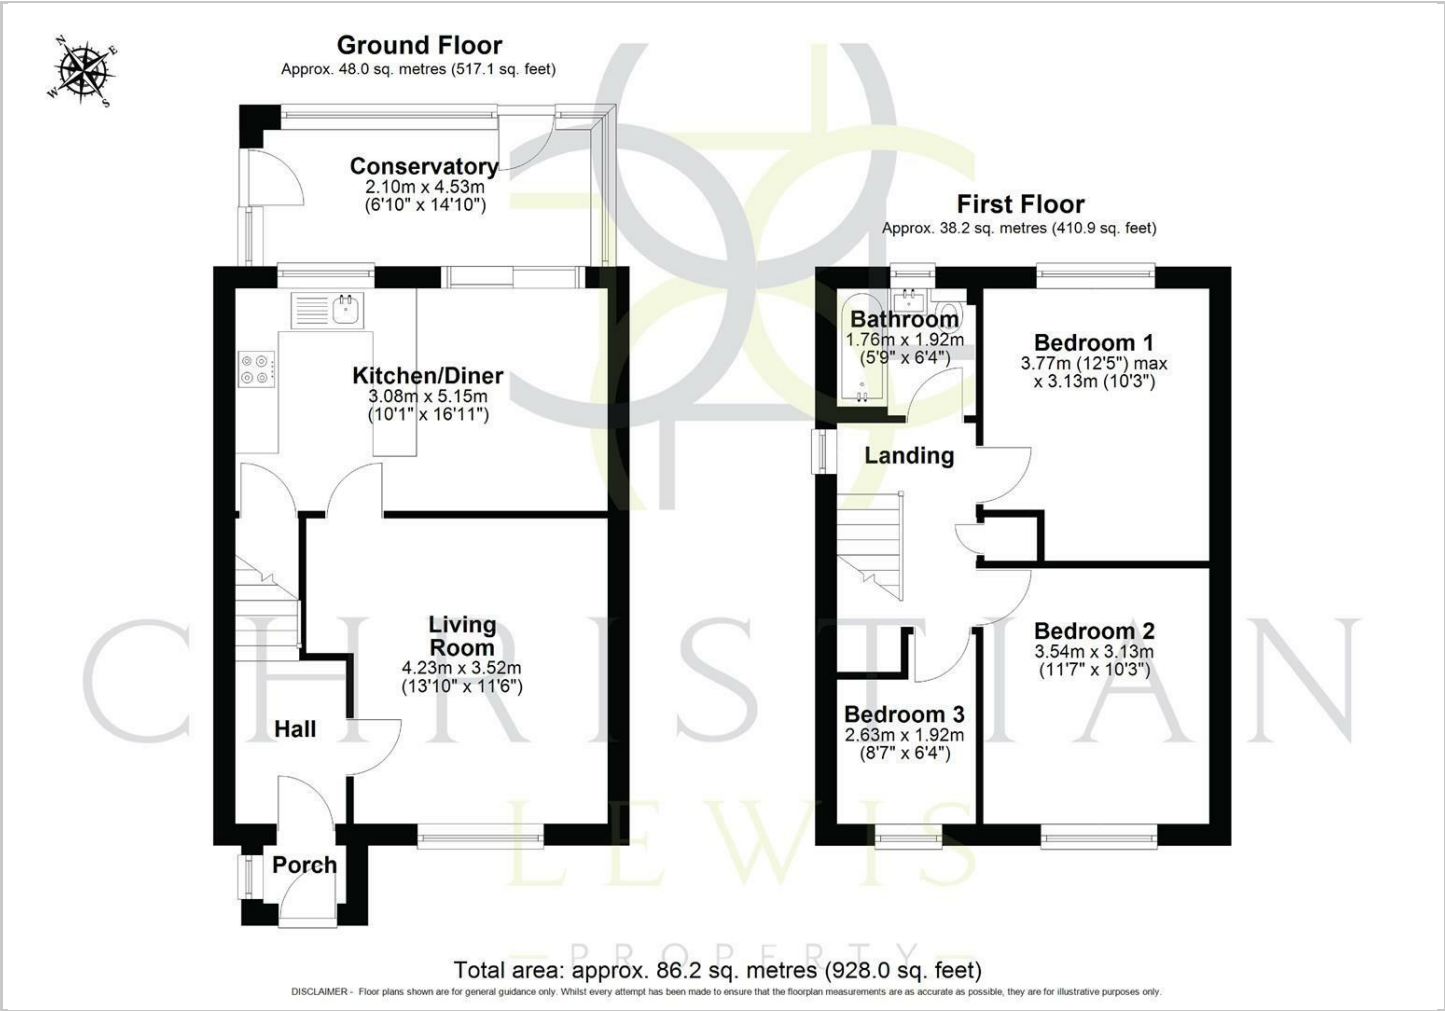 N
E
W
S
Ground Floor
Approx. 48.0 sq. metres (517.1 sq. feet)
Conservatory
2.10m x 4.53m
(6'10" x 14'10")
Kitchen/Diner
3.08m x 5.15m
(10'1" x 16'11")
Living
Room
4.23m x 3.52m
(13'10" x 11'6")
Hall
Porch
First Floor
Approx. 38.2 sq. metres (410.9 sq. feet)
Bathroom
1.76m x 1.92m
(5'9" x 6'4")
Bedroom 1
3.77m (12'5") max
x 3.13m (10'3")
Landing
Bedroom 2
3.54m x 3.13m
(11'7" x 10'3")
Bedroom 3
2.63m x 1.92m
(8'7" x 6'4")
CHRISTIAN
LEWIS
PROPERTY
Total area: approx. 86.2 sq. metres (928.0 sq. feet)
DISCLAIMER - Floor plans shown are for general guidance only. Whilst every attempt has been made to ensure that the floorplan measurements are as accurate as possible, they are for illustrative purposes only.